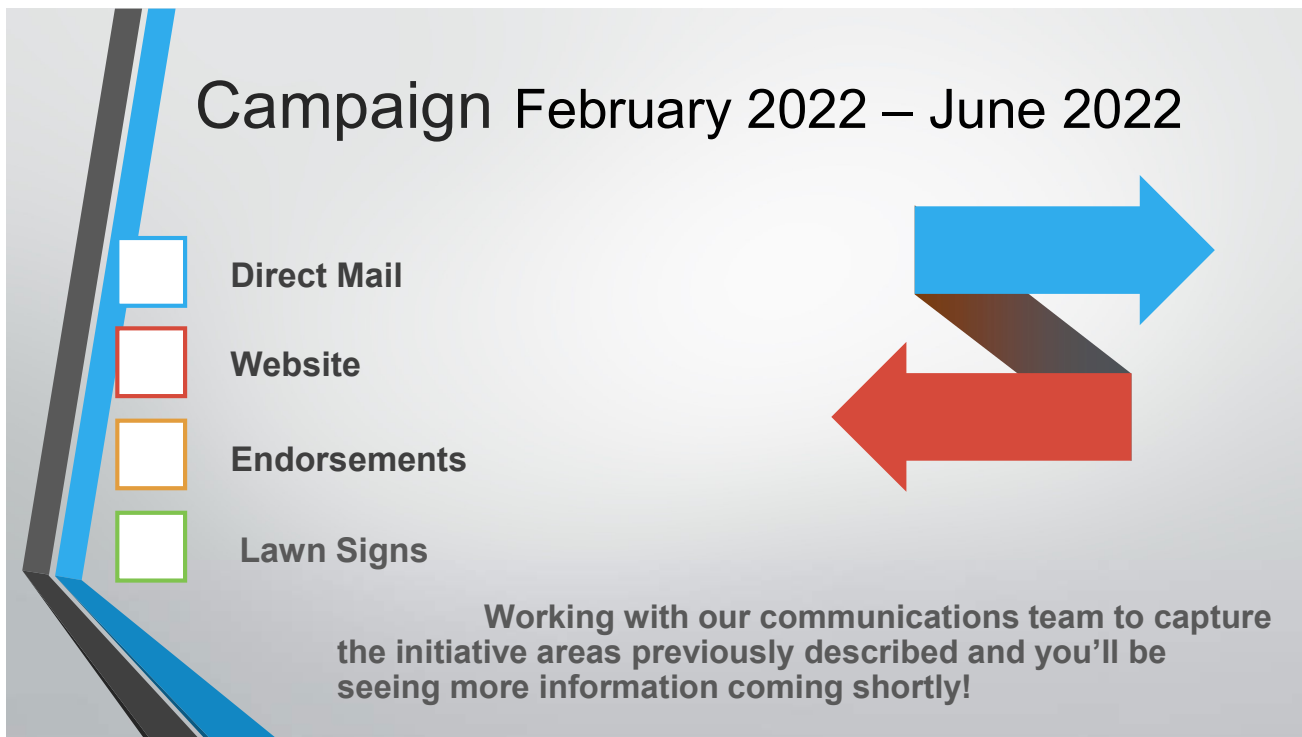 Campaign February 2022 – June 2022
Direct Mail
Website
Endorsements
Lawn Signs
Working with our communications team to capture
the initiative areas previously described and you’ll be
seeing more information coming shortly!